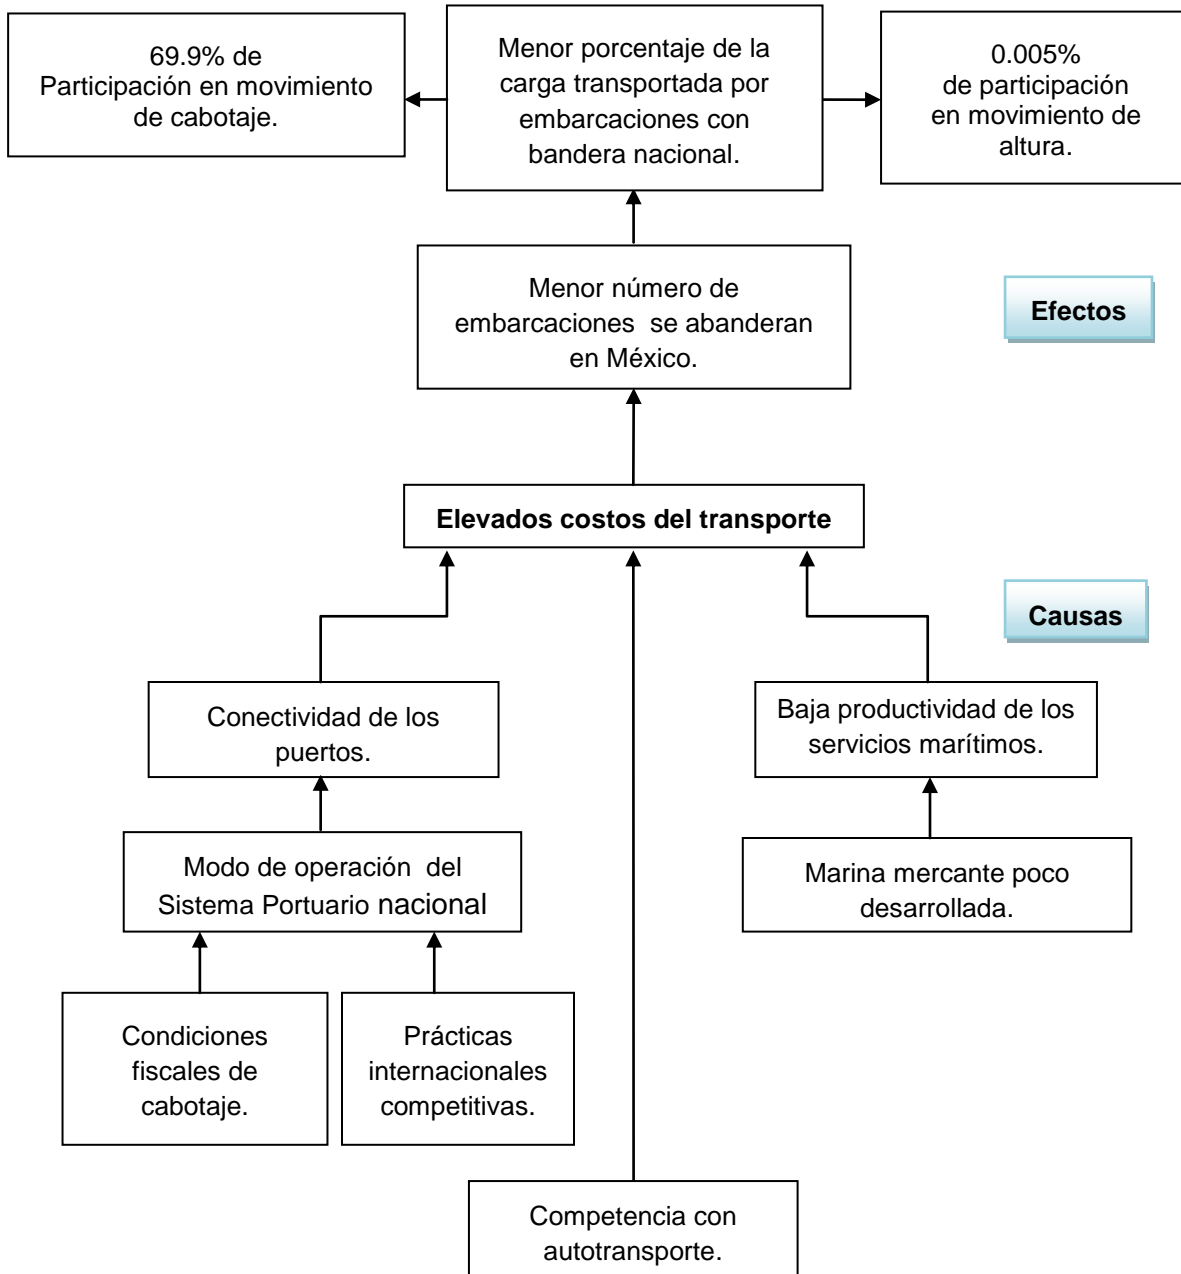 69.9% de
Participación en movimiento
de cabotaje.
Menor porcentaje de la
carga transportada por
embarcaciones con
bandera nacional.
0.005%
de participación
en movimiento de
altura.
Menor número de
embarcaciones se abanderan
en México.
Efectos
Elevados costos del transporte
Causas
Conectividad de los
puertos.
Baja productividad de los
servicios marítimos.
Modo de operación del
Sistema Portuario nacional
Marina mercante poco
desarrollada.
Condiciones
fiscales de
cabotaje.
Prácticas
internacionales
competitivas.
Competencia con
autotransporte.